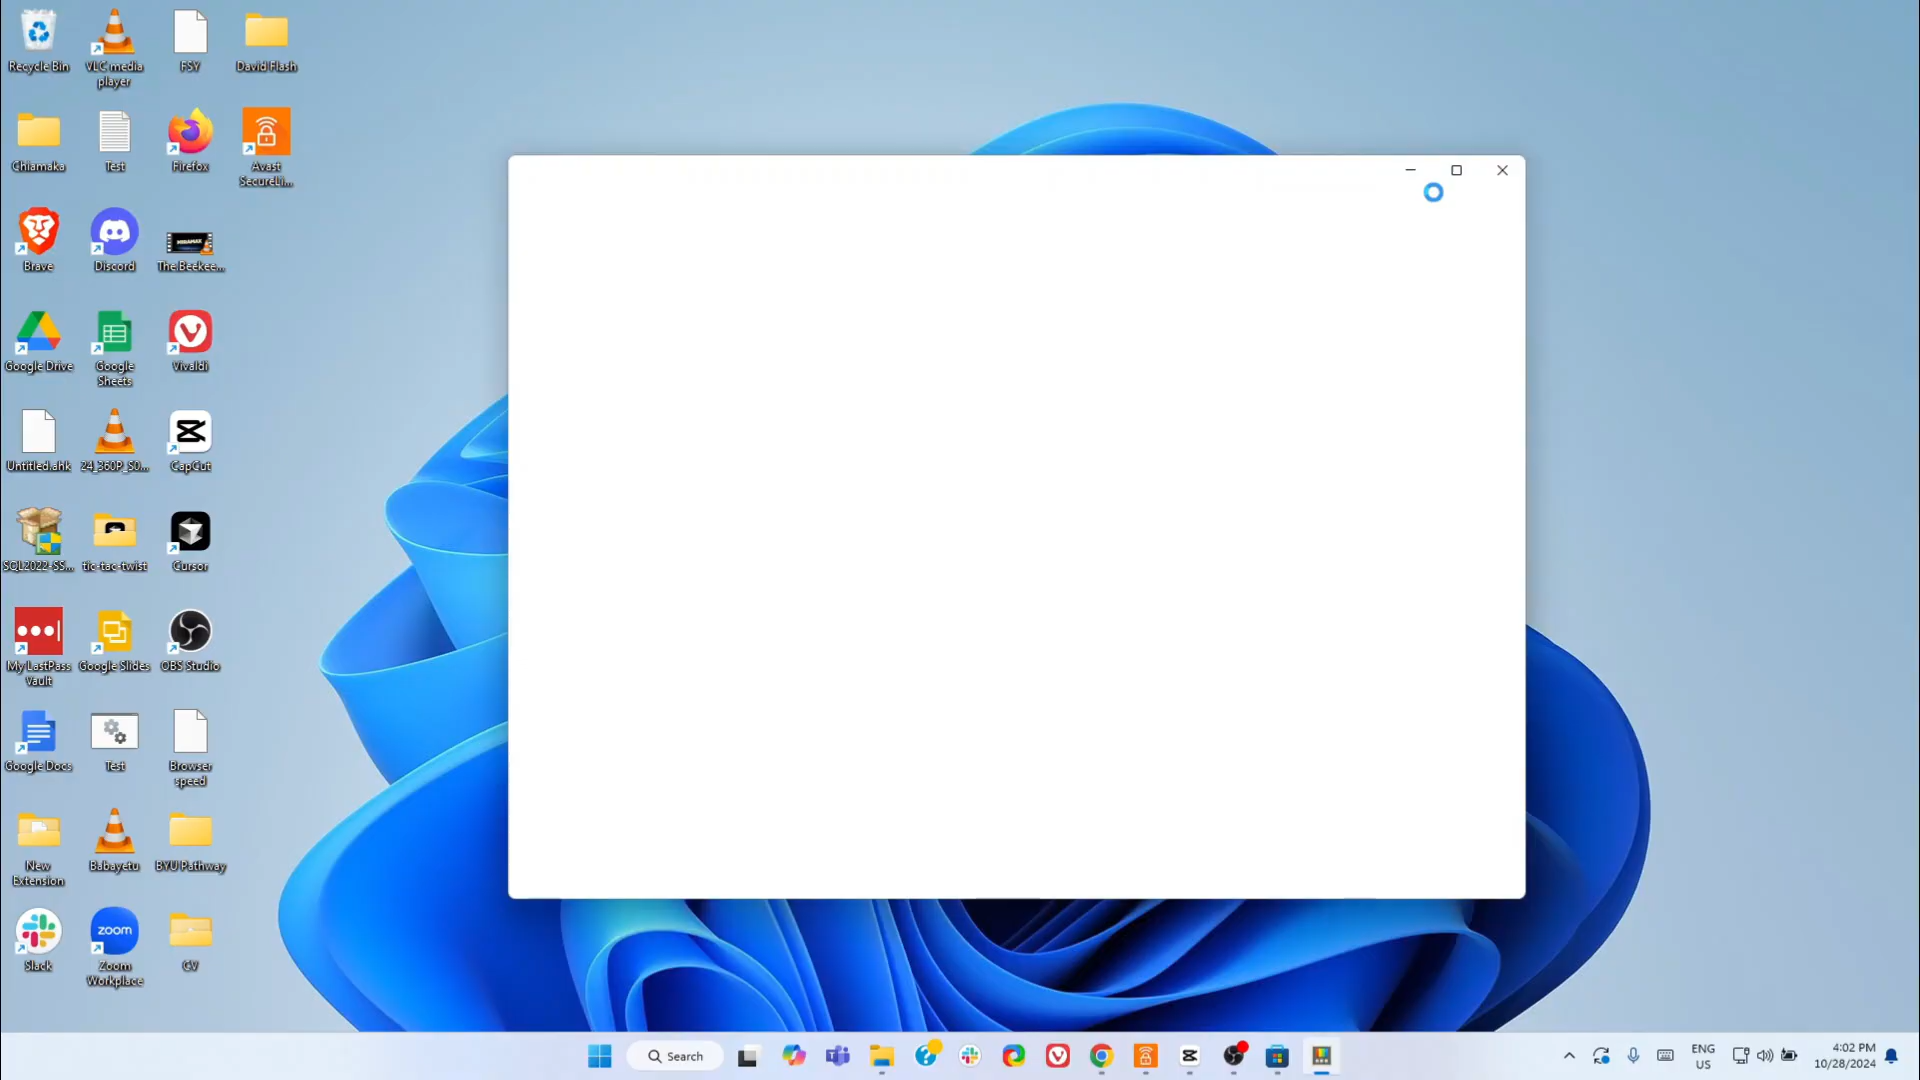 Recycle Bin
VLC media
player
FSY
David Flash
Chiamaka
Test
Firefox
Avast
SecureLi...
Brave
Discord
MIRAMAX
The.Beekee...
Google Drive
Google
Sheets
Vivaldi
Untitled.ahk
24_360P_S0...
CapCut
SQL2022-SS...
tic-tac-twist
Cursor
My LastPass
Vault
Google Slides
OBS Studio
Google Docs
Test
Browser
speed
New
Extension
Babayetu
BYU Pathway
Slack
zoom
Zoom
Workplace
CV
Search
ENG
US
4:02 PM
10/28/2024